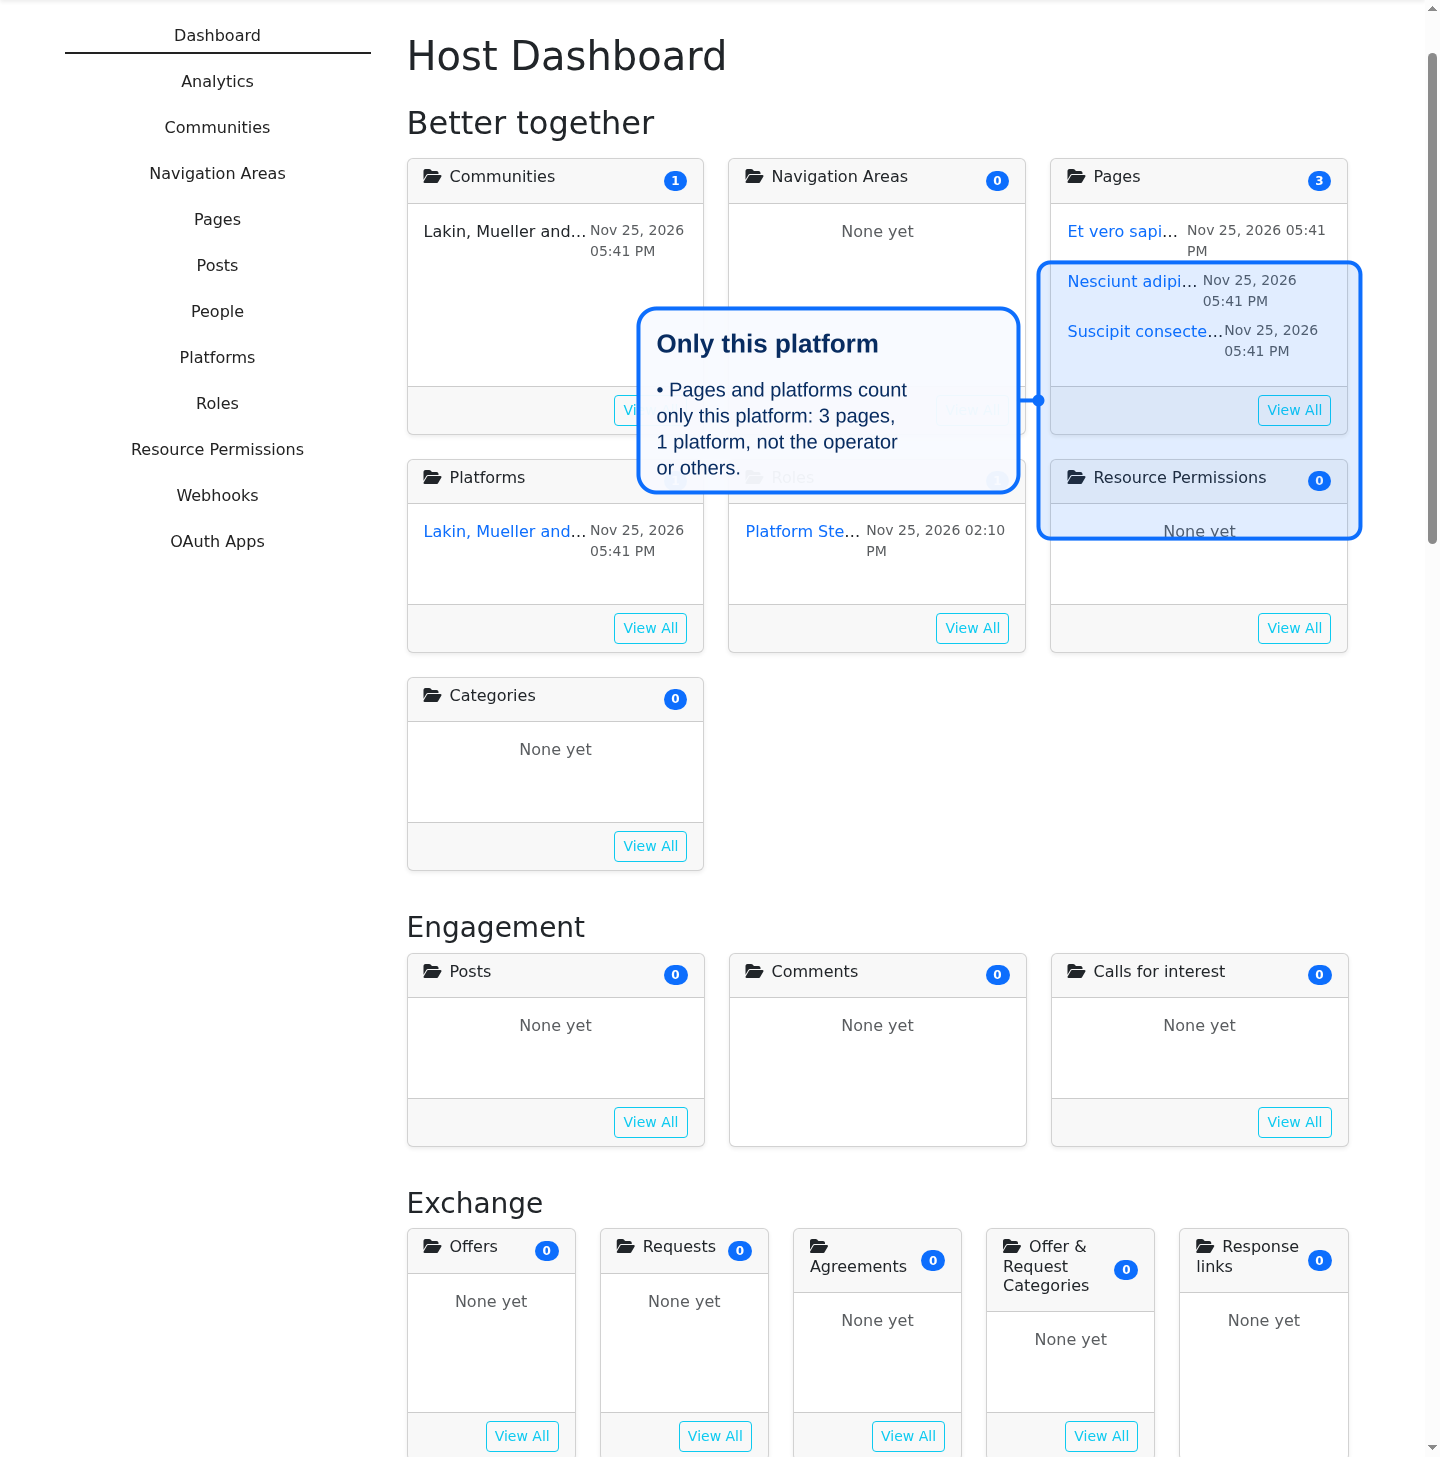 Dashboard
Analytics
Communities
Navigation Areas
Pages
Posts
People
Platforms
Roles
Resource Permissions
Webhooks
OAuth Apps
Host Dashboard
Better together
Communities 1
Lakin, Mueller and... Nov 25, 2026
05:41 PM
Navigation Areas 0
None yet
Pages 3
Et vero sapi... Nov 25, 2026 05:41
PM
Nesciunt adipi... Nov 25, 2026
05:41 PM
Suscipit consecte... Nov 25, 2026
05:41 PM
View All
Only this platform
• Pages and platforms count
only this platform: 3 pages,
1 platform, not the operator
or others.
Platforms
Lakin, Mueller and... Nov 25, 2026
05:41 PM
View All
Roles 1
Platform Ste... Nov 25, 2026 02:10
PM
View All
Resource Permissions 0
None yet
View All
Categories 0
None yet
View All
Engagement
Posts 0
None yet
View All
Comments 0
None yet
Calls for interest 0
None yet
View All
Exchange
Offers 0
None yet
View All
Requests 0
None yet
View All
Agreements 0
None yet
View All
Offer &
Request
Categories 0
None yet
View All
Response
links 0
None yet